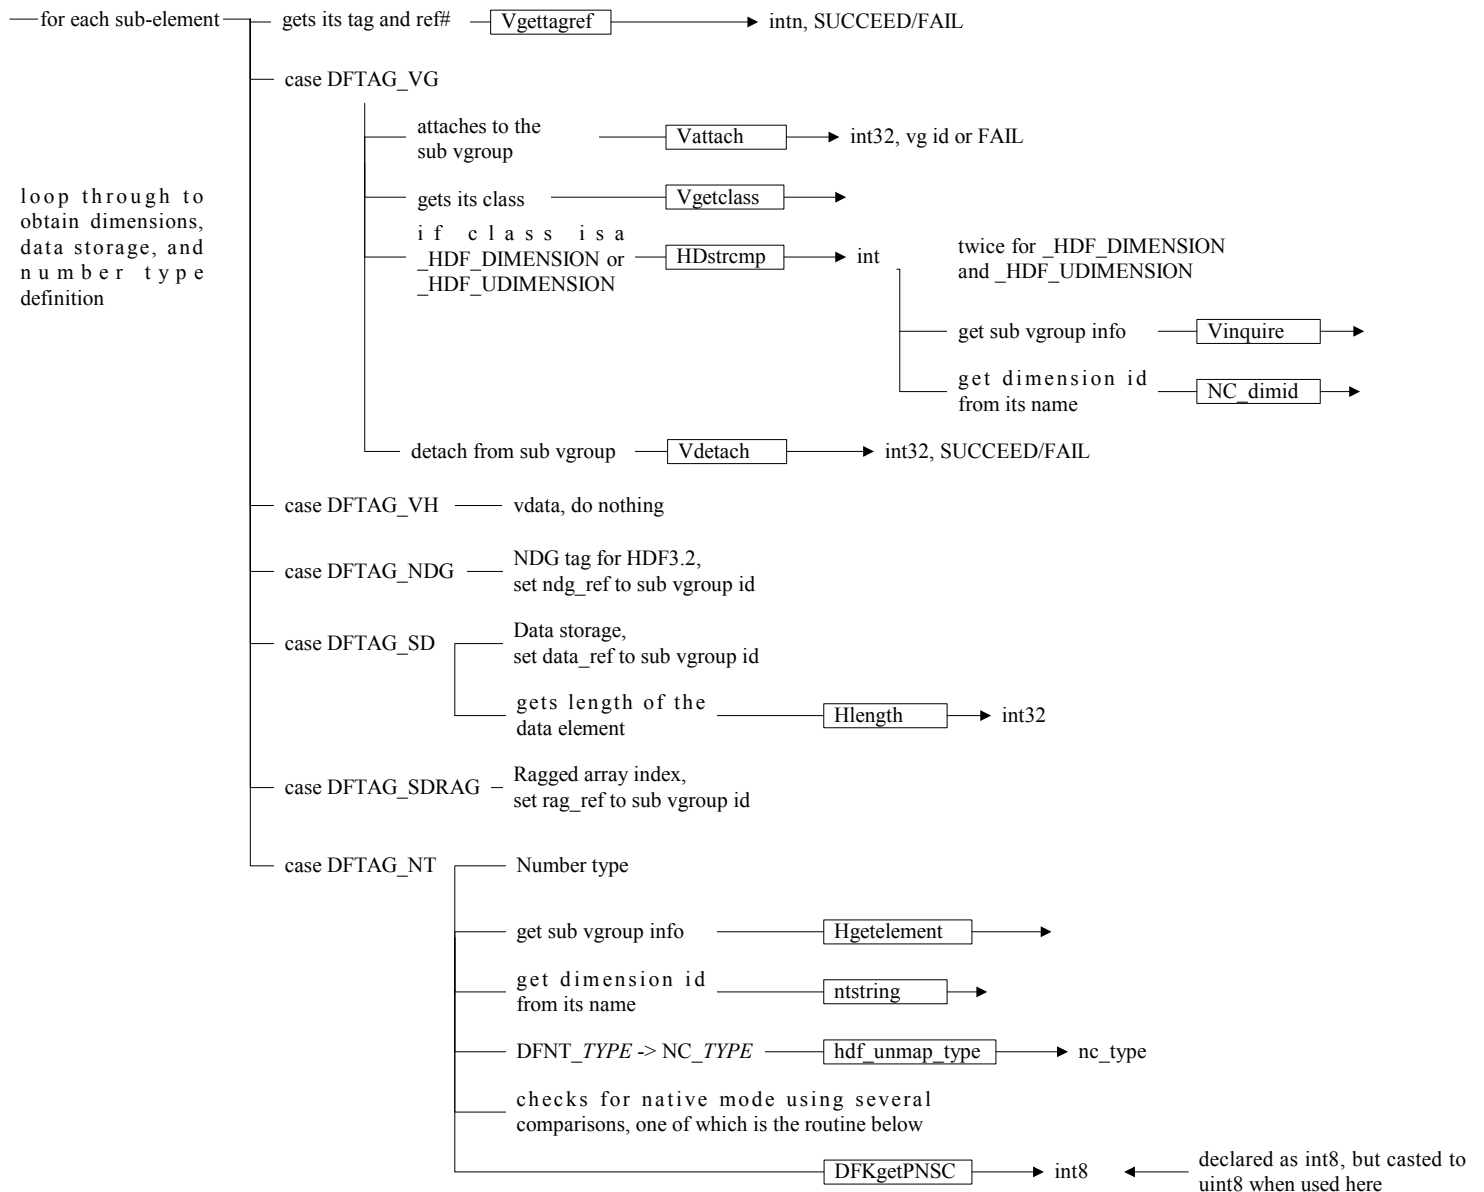 for each sub-element
gets its tag and ref#
Vgettagref
intn, SUCCEED/FAIL
case DFTAG_VG
attaches to the
sub vgroup
Vattach
int32, vg id or FAIL
loop through to
obtain dimensions,
data storage, and
number type
definition
gets its class
Vgetclass
if class is a
_HDF_DIMENSION or
_HDF_UDIMENSION
HDstrcmp
int
twice for _HDF_DIMENSION
and _HDF_UDIMENSION
get sub vgroup info
Vinquire
get dimension id
from its name
NC_dimid
detach from sub vgroup
Vdetach
int32, SUCCEED/FAIL
case DFTAG_VH
vdata, do nothing
case DFTAG_NDG
NDG tag for HDF3.2,
set ndg_ref to sub vgroup id
case DFTAG_SD
Data storage,
set data_ref to sub vgroup id
gets length of the
data element
Hlength
int32
case DFTAG_SDRAG
Ragged array index,
set rag_ref to sub vgroup id
case DFTAG_NT
Number type
get sub vgroup info
Hgetelement
get dimension id
from its name
ntstring
DFNT_TYPE -> NC_TYPE
hdf_unmap_type
nc_type
checks for native mode using several
comparisons, one of which is the routine below
DFKgetPNSC
int8
declared as int8, but casted to
uint8 when used here